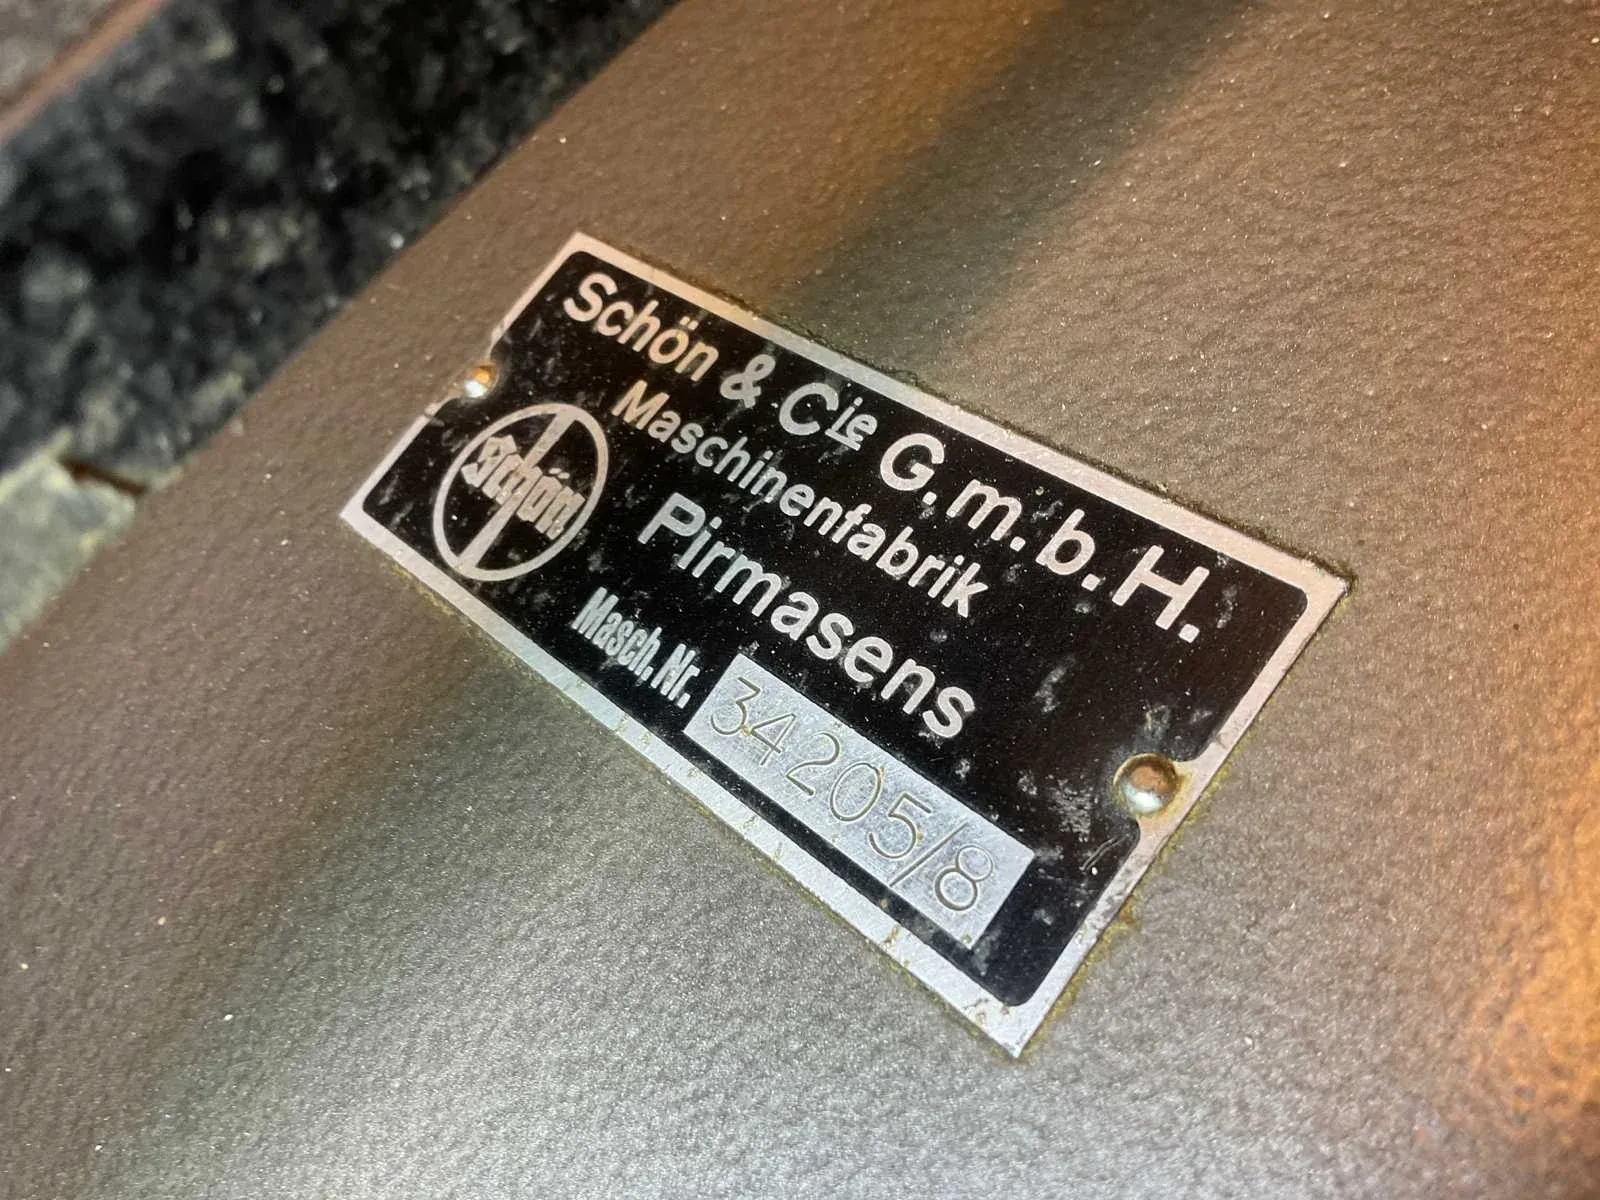 Schön & Cie G.m.b.H.
Maschinenfabrik
Pirmasens
Schön
Masch. Nr. 34205/8